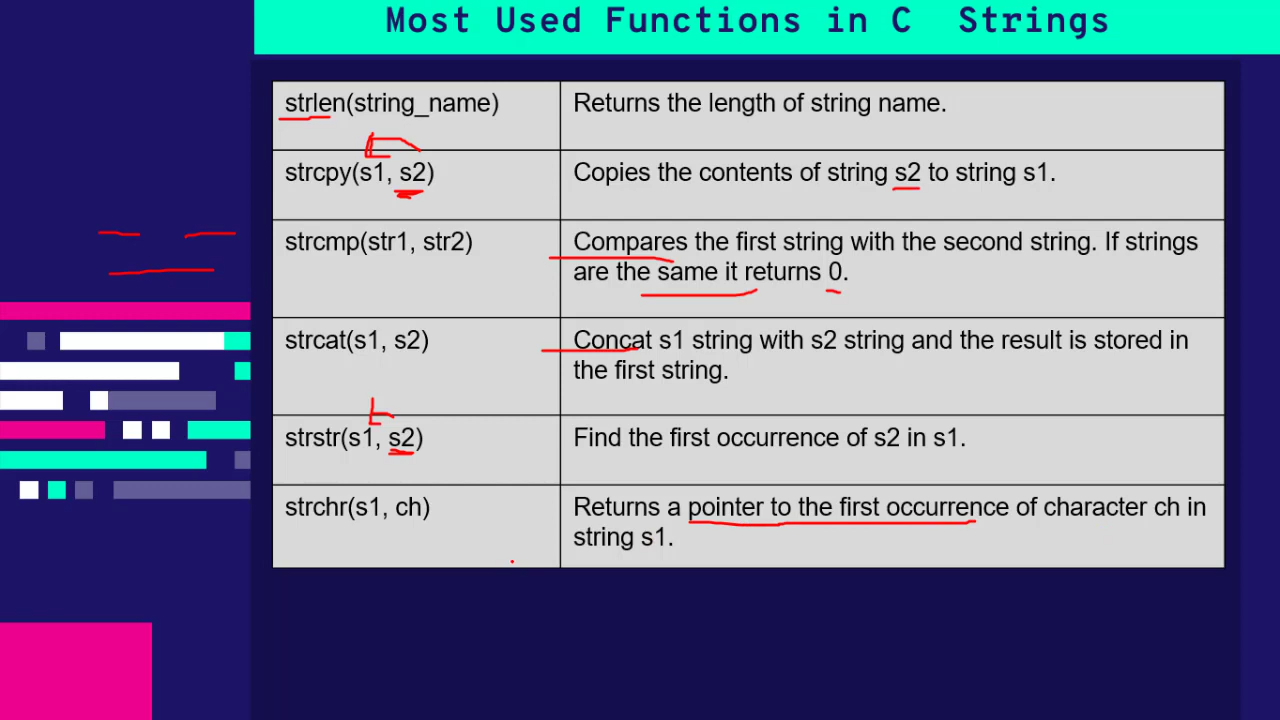 Most Used Functions in C Strings
strlen(string_name)
Returns the length of string name.
strcpy(s1, s2)
Copies the contents of string s2 to string s1.
strcmp(str1, str2)
Compares the first string with the second string. If strings
are the same it returns 0.
strcat(s1, s2)
Concat s1 string with s2 string and the result is stored in
the first string.
strstr(s1, s2)
Find the first occurrence of s2 in s1.
strchr(s1, ch)
Returns a pointer to the first occurrence of character ch in
string s1.